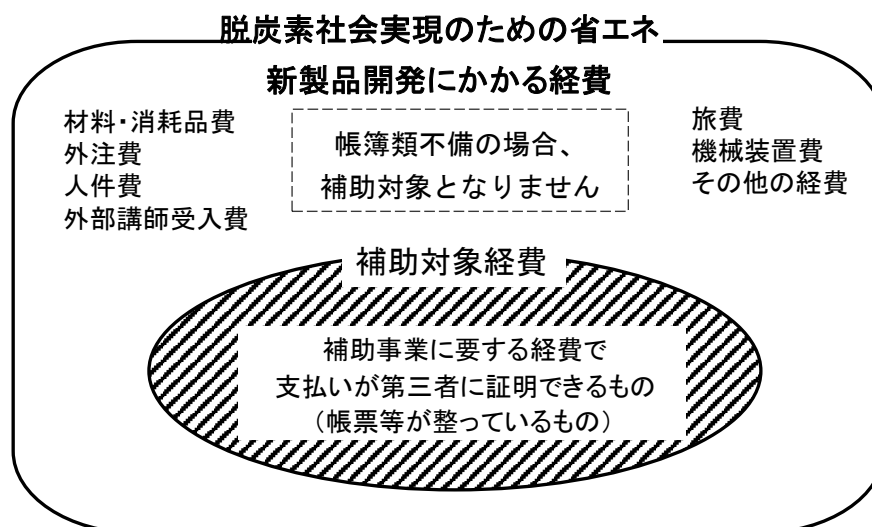 脱炭素社会実現のための省エネ
新製品開発にかかる経費
材料・消耗品費
外注費
人件費
外部講師受入費
帳簿類不備の場合、
補助対象となりません
旅費
機械装置費
その他の経費
補助対象経費
補助事業に要する経費で
支払いが第三者に証明できるもの
（帳票等が整っているもの）